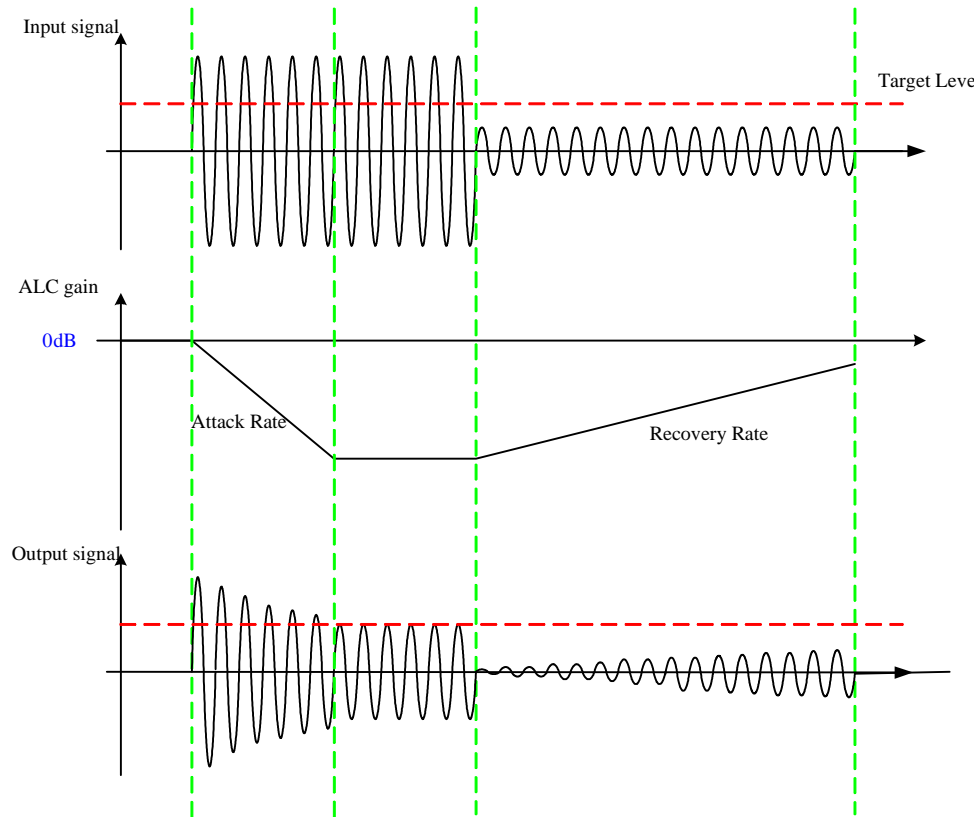 Input signal
Target Leve
ALC gain
0dB
Attack Rate
Recovery Rate
Output signal